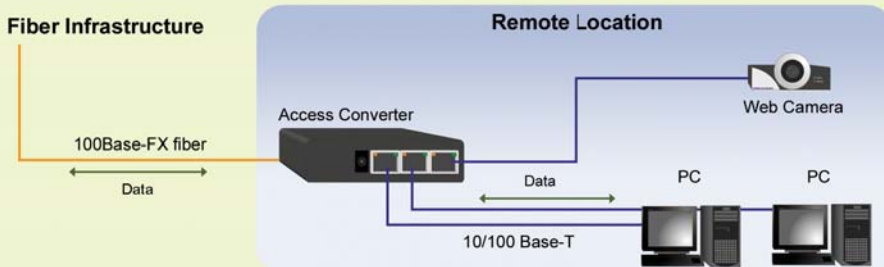 Fiber Infrastructure
Remote Location
Access Converter
Web Camera
100Base-FX fiber
Data
Data
PC
PC
10/100 Base-T